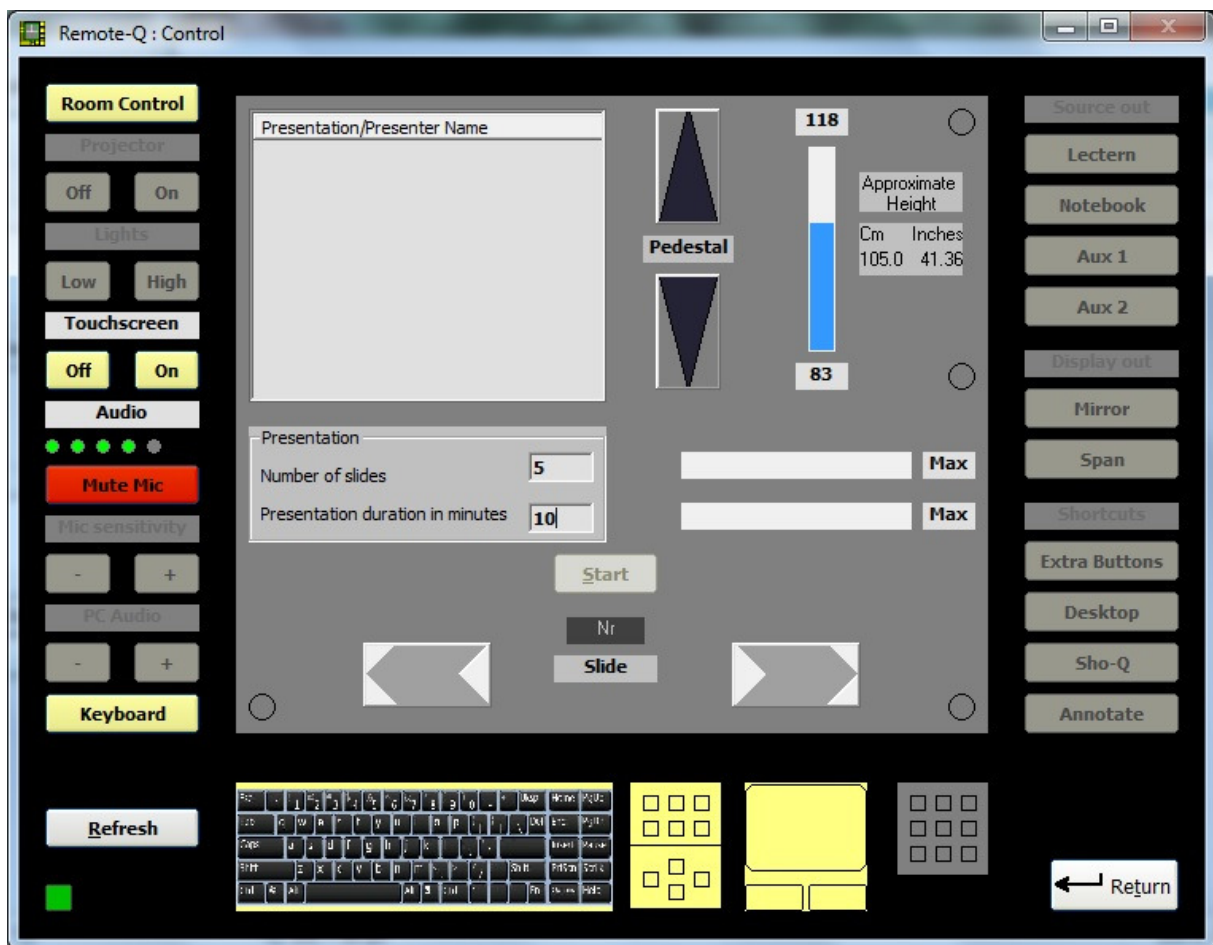 Remote-Q : Control
Room Control
Projector
Off On
Lights
Low High
Touchscreen
Off On
Audio
Mute Mic
Mic sensitivity
- +
PC Audio
- +
Keyboard
Refresh
Presentation/Presenter Name
Presentation
Number of slides 5
Presentation duration in minutes 10
Pedestal
118
83
Approximate
Height
Cm Inches
105.0 41.36
Max
Max
Start
Nr
Slide
Source out
Lectern
Notebook
Aux 1
Aux 2
Display out
Mirror
Span
Shortcuts
Extra Buttons
Desktop
Sho-Q
Annotate
Return